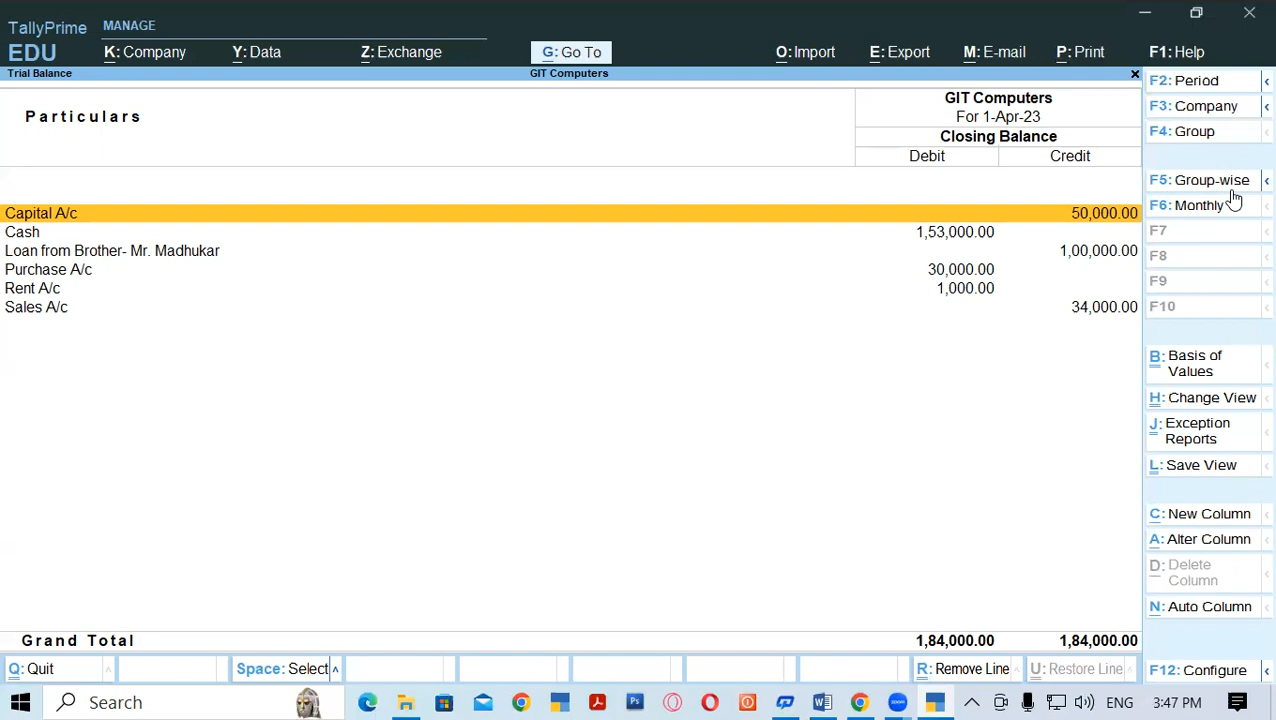 TallyPrime
MANAGE
EDU
K: Company
Y: Data
Z: Exchange
G: Go To
O: Import
E: Export
M: E-mail
P: Print
F1: Help
Trial Balance
GIT Computers
Particulars
GIT Computers
For 1-Apr-23
Closing Balance
Debit
Credit
Capital A/c 50,000.00
Cash 1,53,000.00
Loan from Brother- Mr. Madhukar 1,00,000.00
Purchase A/c 30,000.00
Rent A/c 1,000.00
Sales A/c 34,000.00
Grand Total 1,84,000.00 1,84,000.00
F2: Period
F3: Company
F4: Group
F5: Group-wise
F6: Monthly
F7
F8
F9
F10
B: Basis of
Values
H: Change View
J: Exception
Reports
L: Save View
C: New Column
A: Alter Column
D: Delete
Column
N: Auto Column
F12: Configure
Q: Quit
Space: Select
R: Remove Line
U: Restore Line
Search
ENG
3:47 PM